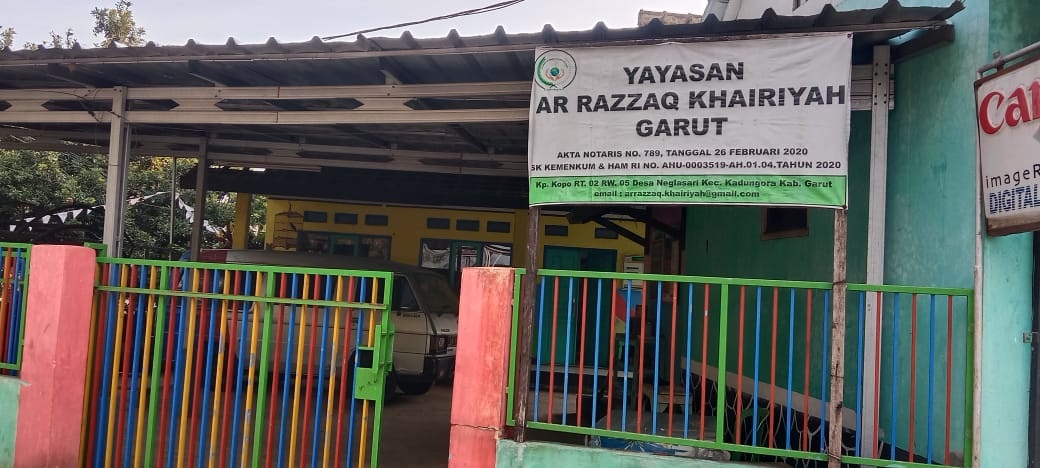 YAYASAN
AR RAZZAQ KHAIRIYAH
GARUT
AKTA NOTARIS NO. 789, TANGGAL 26 FEBRUARI 2020
SK KEMENKUM & HAM RI NO. AHU-0003519-AH.01.04.TAHUN 2020
Kp. Kopo RT. 02 RW. 05 Desa Neglasari Kec. Kadungora Kab. Garut
email : arrazzaq.khairiyah@gmail.com
Can
imageR
DIGITAL